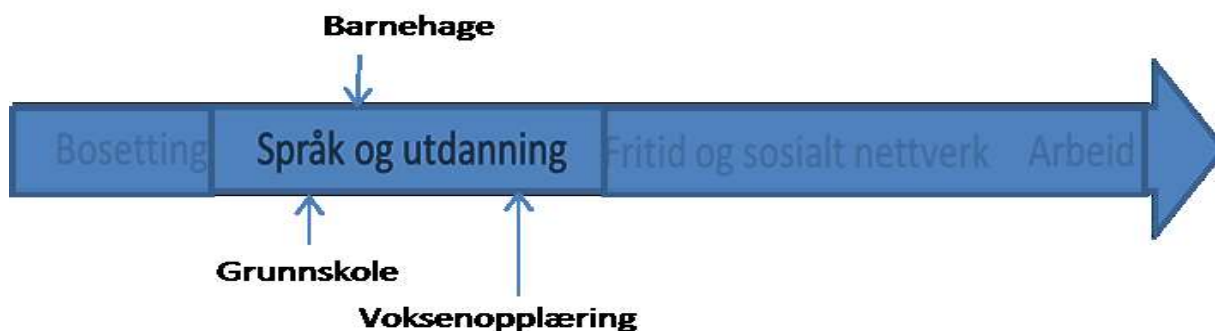 Barnehage
Bosetting Språk og utdanning Fritid og sosialt nettverk Arbeid
Grunnskole
Voksenopplæring